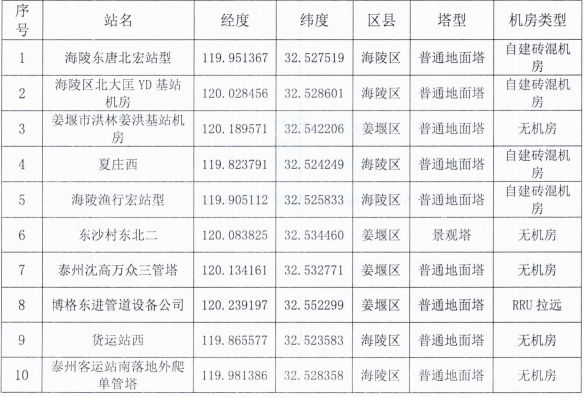 序号 站名 经度 纬度 区县 塔型 机房类型
1 海陵东唐北宏站型 119.951367 32.527519 海陵区 普通地面塔 自建砖混机房
2 海陵区北大匡 YD 基站机房 120.028456 32.528601 海陵区 普通地面塔 自建砖混机房
3 姜堰市洪林姜洪基站机房 120.189571 32.542206 姜堰区 普通地面塔 无机房
4 夏庄西 119.823791 32.524249 海陵区 普通地面塔 自建砖混机房
5 海陵渔行宏站型 119.905112 32.525833 海陵区 普通地面塔 自建砖混机房
6 东沙村东北二 120.083825 32.534460 姜堰区 景观塔 无机房
7 泰州沈高万众三管塔 120.134161 32.532771 姜堰区 普通地面塔 无机房
8 博格东进管道设备公司 120.239197 32.552299 姜堰区 普通地面塔 RRU 拉远
9 货运站西 119.865577 32.523583 海陵区 普通地面塔 无机房
10 泰州客运站南落地外爬单管塔 119.981386 32.528358 海陵区 普通地面塔 无机房